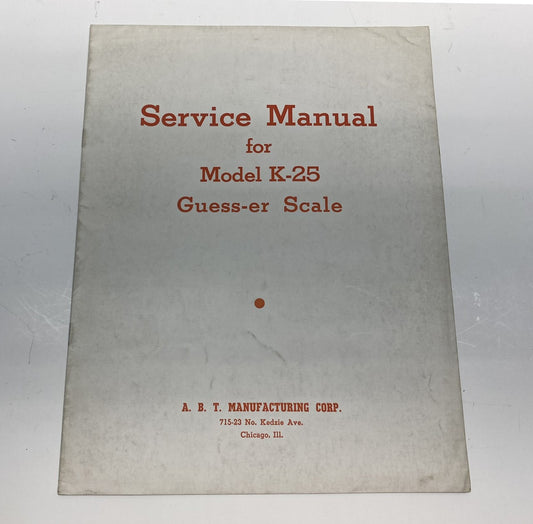 Service Manual
for
Model K-25
Guess-er Scale
A. B. T. MANUFACTURING CORP.
715-23 No. Kedzie Ave.
Chicago, Ill.